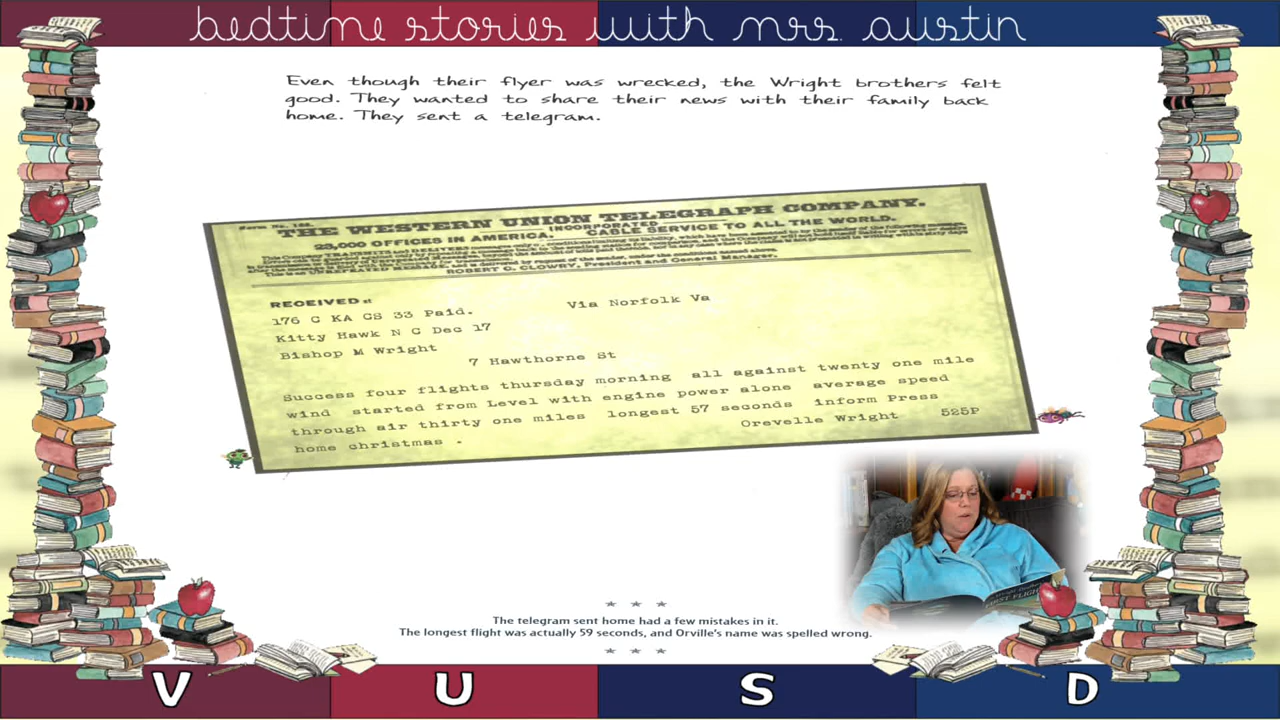 bedtime stories with mrs. austin
Even though their flyer was wrecked, the Wright brothers felt
good. They wanted to share their news with their family back
home. They sent a telegram.
Form No. 168.
THE WESTERN UNION TELEGRAPH COMPANY.
INCORPORATED
23,000 OFFICES IN AMERICA. CABLE SERVICE TO ALL THE WORLD.
ROBERT C. CLOWRY, President and General Manager.
RECEIVED at
176 C KA CS 33 Paid. Via Norfolk Va
Kitty Hawk N C Dec 17
Bishop M Wright
7 Hawthorne St
Success four flights thursday morning all against twenty one mile
wind started from Level with engine power alone average speed
through air thirty one miles longest 57 seconds inform Press
home christmas . Orevelle Wright 525P
FIRST FLIGHT
* * *
The telegram sent home had a few mistakes in it.
The longest flight was actually 59 seconds, and Orville's name was spelled wrong.
* * *
V U S D